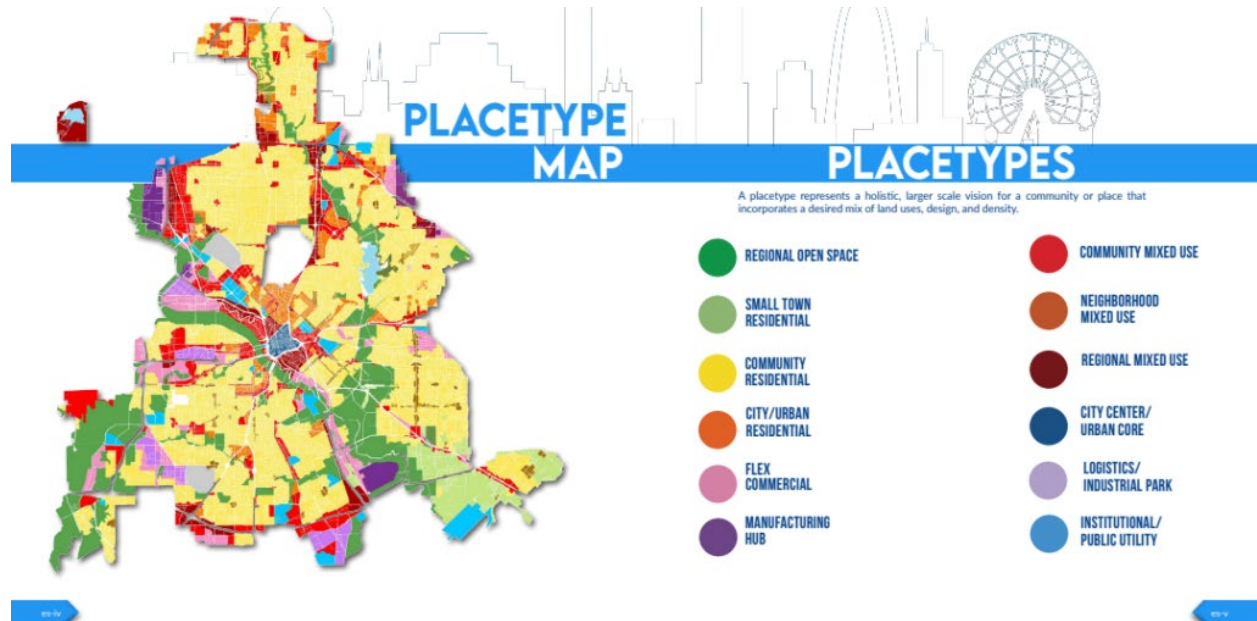 PLACETYPE
MAP
PLACETYPES
A placetype represents a holistic, larger scale vision for a community or place that
incorporates a desired mix of land uses, design, and density.
REGIONAL OPEN SPACE
SMALL TOWN
RESIDENTIAL
COMMUNITY
RESIDENTIAL
CITY/URBAN
RESIDENTIAL
FLEX
COMMERCIAL
MANUFACTURING
HUB
COMMUNITY MIXED USE
NEIGHBORHOOD
MIXED USE
REGIONAL MIXED USE
CITY CENTER/
URBAN CORE
LOGISTICS/
INDUSTRIAL PARK
INSTITUTIONAL/
PUBLIC UTILITY
es-iv
es-v